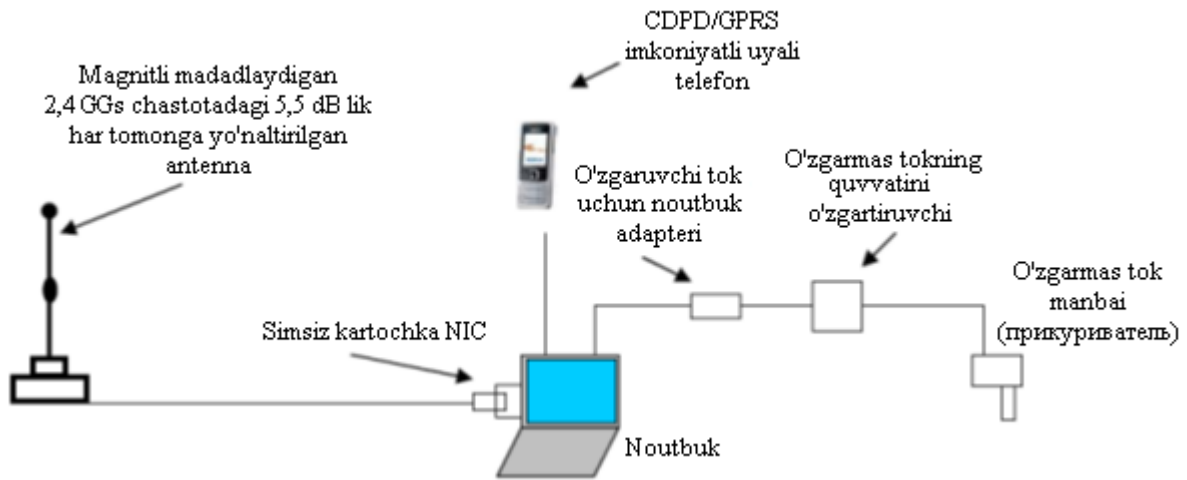 CDPD/GPRS
imkoniyatli uyali
telefon
Magnitli madadlaydigan
2,4 GGs chastotadagi 5,5 dB lik
har tomonga yo'naltirilgan
antenna
O'zgaruvchi tok
uchun noutbuk
adapteri
O'zgarmas tokning
quvvatini
o'zgartiruvchi
O'zgarmas tok
manbai
(прикуриватель)
Simsiz kartochka NIC
Noutbuk